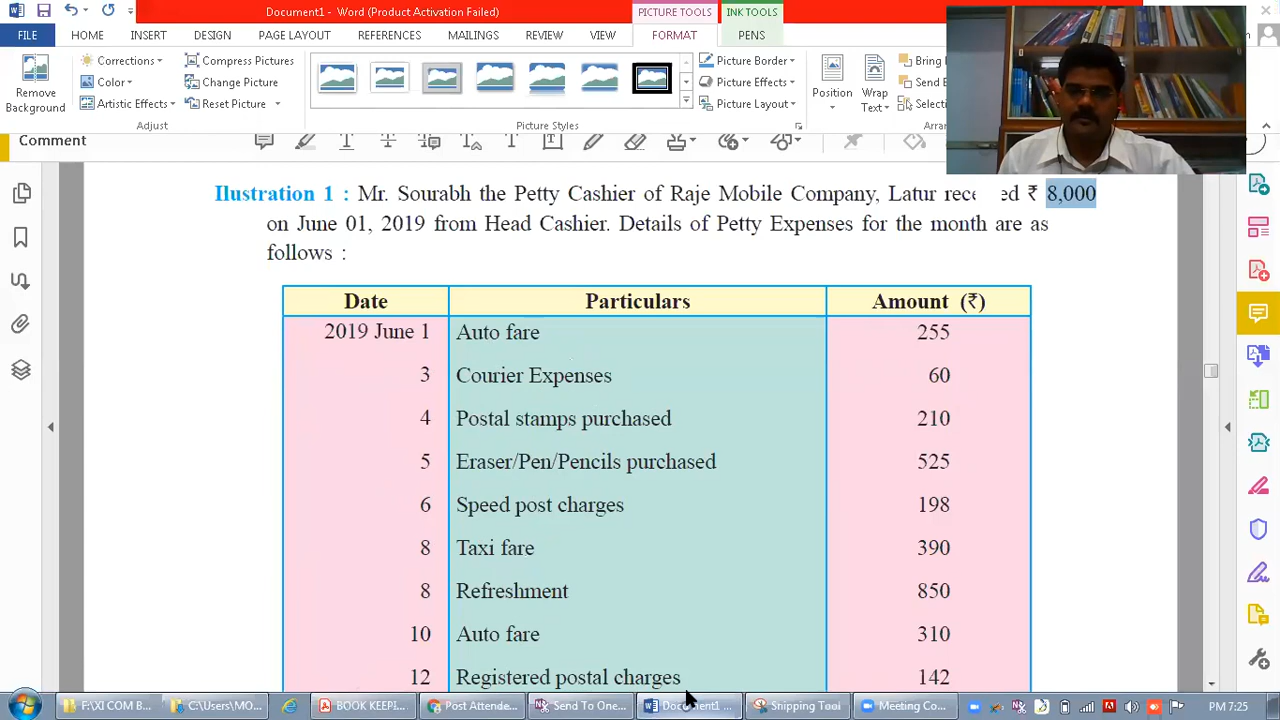 Document1 - Word (Product Activation Failed)
PICTURE TOOLS
INK TOOLS
FILE
HOME
INSERT
DESIGN
PAGE LAYOUT
REFERENCES
MAILINGS
REVIEW
VIEW
FORMAT
PENS
Remove Background
Corrections
Color
Artistic Effects
Compress Pictures
Change Picture
Reset Picture
Adjust
Picture Styles
Picture Border
Picture Effects
Picture Layout
Position
Wrap Text
Bring
Send
Comment
Ilustration 1 : Mr. Sourabh the Petty Cashier of Raje Mobile Company, Latur rece ed ₹ 8,000
on June 01, 2019 from Head Cashier. Details of Petty Expenses for the month are as
follows :
Date Particulars Amount (₹)
2019 June 1 Auto fare 255
3 Courier Expenses 60
4 Postal stamps purchased 210
5 Eraser/Pen/Pencils purchased 525
6 Speed post charges 198
8 Taxi fare 390
8 Refreshment 850
10 Auto fare 310
12 Registered postal charges 142
F:\XI COM B...
C:\Users\MO...
BOOK KEEPI...
Post Attende...
Send To One...
Document1 ...
Shipping Tool
Meeting Co...
PM 7:25